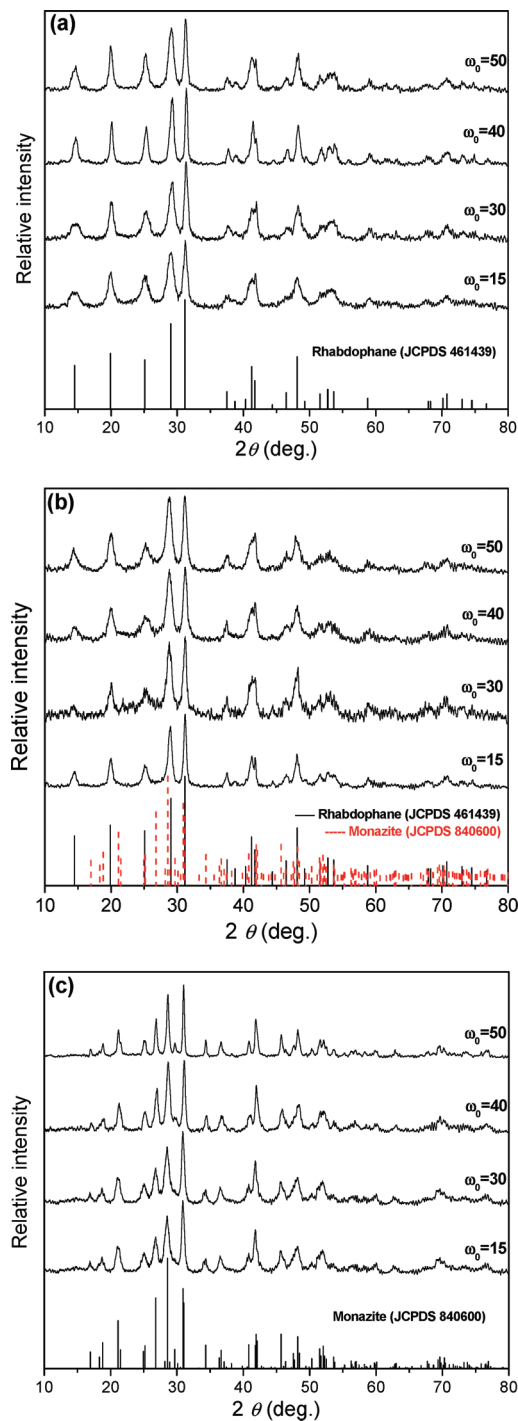 (a)
ω₀=50
ω₀=40
ω₀=30
ω₀=15
Relative intensity
Rhabdophane (JCPDS 461439)
10 20 30 40 50 60 70 80
2θ (deg.)
(b)
ω₀=50
ω₀=40
ω₀=30
ω₀=15
Relative intensity
Rhabdophane (JCPDS 461439)
Monazite (JCPDS 840600)
10 20 30 40 50 60 70 80
2 θ (deg.)
(c)
ω₀=50
ω₀=40
ω₀=30
ω₀=15
Relative intensity
Monazite (JCPDS 840600)
10 20 30 40 50 60 70 80
2 θ (deg.)